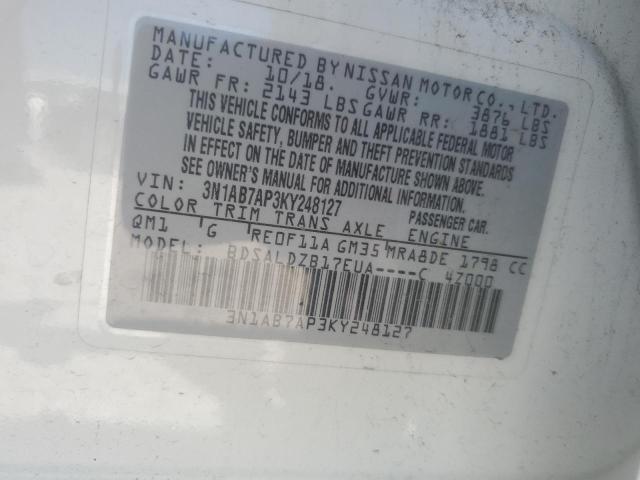 MANUFACTURED BY NISSAN MOTOR CO., LTD.
DATE: 10/18. GVWR: 3876 LBS
GAWR FR: 2143 LBS GAWR RR: 1881 LBS
THIS VEHICLE CONFORMS TO ALL APPLICABLE FEDERAL MOTOR
VEHICLE SAFETY, BUMPER AND THEFT PREVENTION STANDARDS
IN EFFECT ON THE DATE OF MANUFACTURE SHOWN ABOVE.
SEE OWNER'S MANUAL FOR ADDITIONAL INFORMATION
VIN: 3N1AB7AP3KY248127 PASSENGER CAR.
COLOR TRIM TRANS AXLE ENGINE
QM1 G RE0F11A GM35 MRA8DE 1798 CC
MODEL: BDSALDZB17EUA----C 4Z000
3N1AB7AP3KY248127